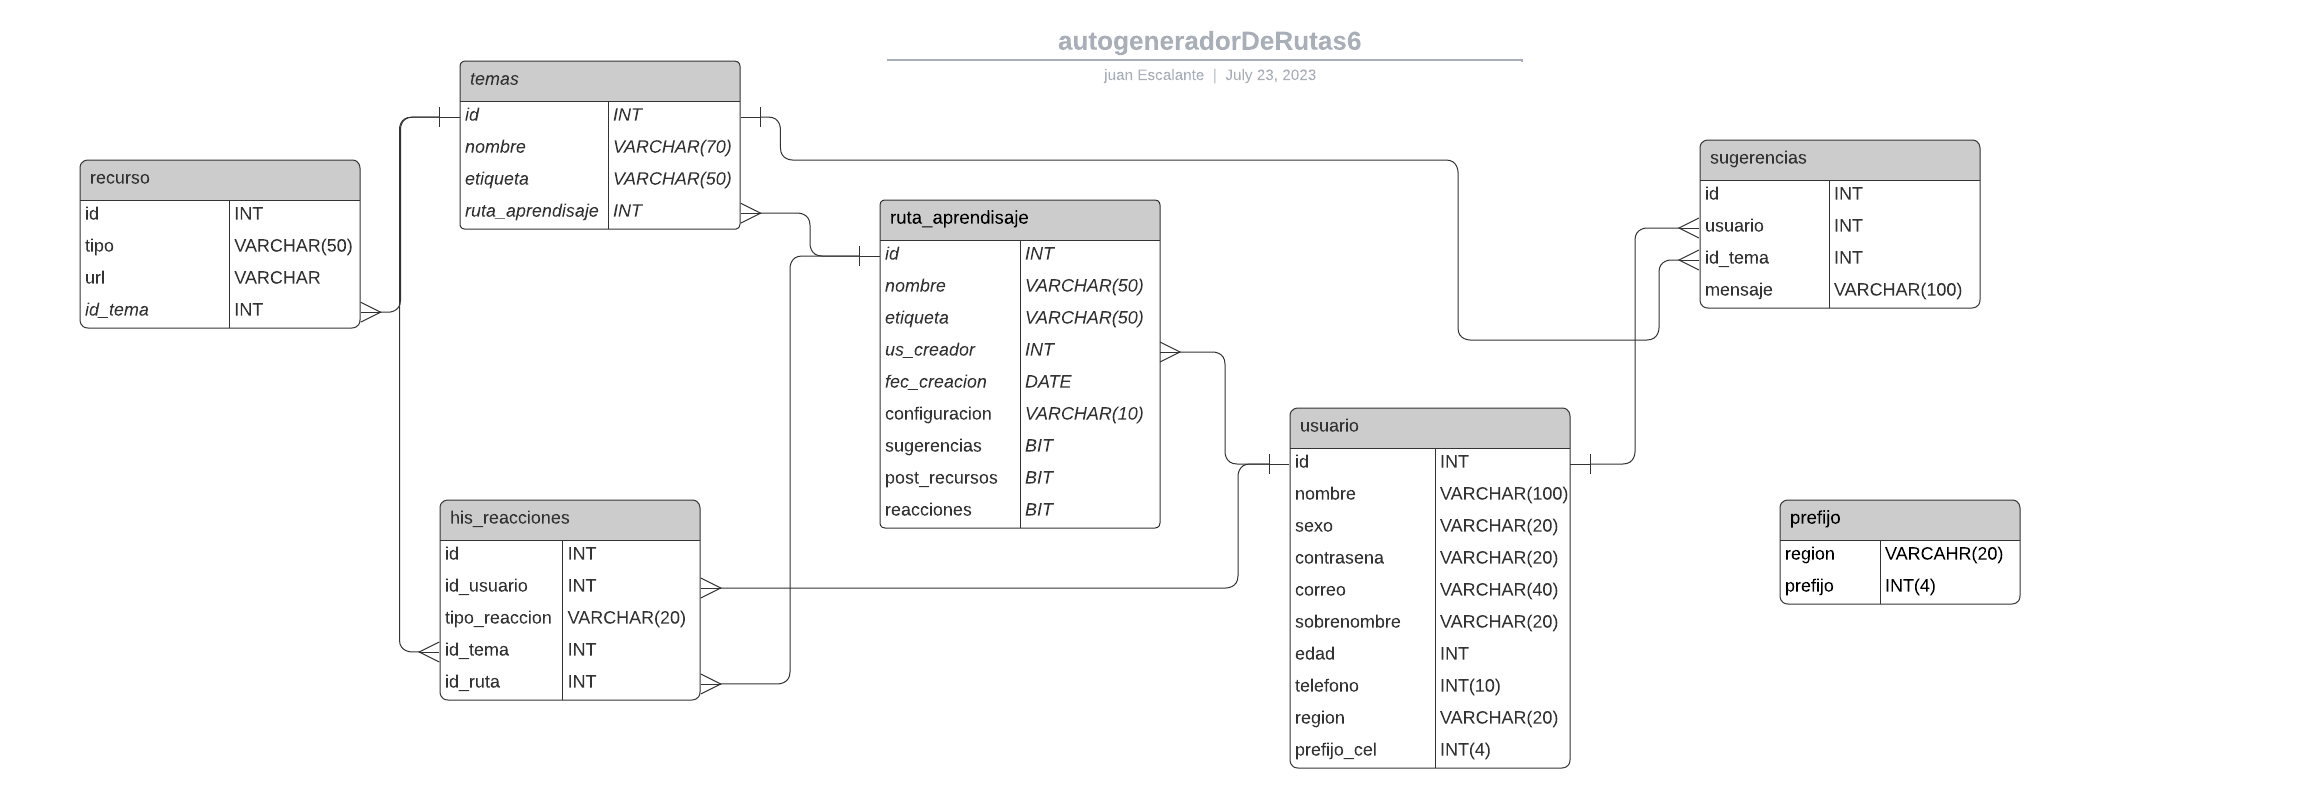 autogeneradorDeRutas6
juan Escalante | July 23, 2023
temas
id INT
nombre VARCHAR(70)
etiqueta VARCHAR(50)
ruta_aprendisaje INT
recurso
id INT
tipo VARCHAR(50)
url VARCHAR
id_tema INT
ruta_aprendisaje
id INT
nombre VARCHAR(50)
etiqueta VARCHAR(50)
us_creador INT
fec_creacion DATE
configuracion VARCHAR(10)
sugerencias BIT
post_recursos BIT
reacciones BIT
sugerencias
id INT
usuario INT
id_tema INT
mensaje VARCHAR(100)
his_reacciones
id INT
id_usuario INT
tipo_reaccion VARCHAR(20)
id_tema INT
id_ruta INT
usuario
id INT
nombre VARCHAR(100)
sexo VARCHAR(20)
contrasena VARCHAR(20)
correo VARCHAR(40)
sobrenombre VARCHAR(20)
edad INT
telefono INT(10)
region VARCHAR(20)
prefijo_cel INT(4)
prefijo
region VARCAHR(20)
prefijo INT(4)